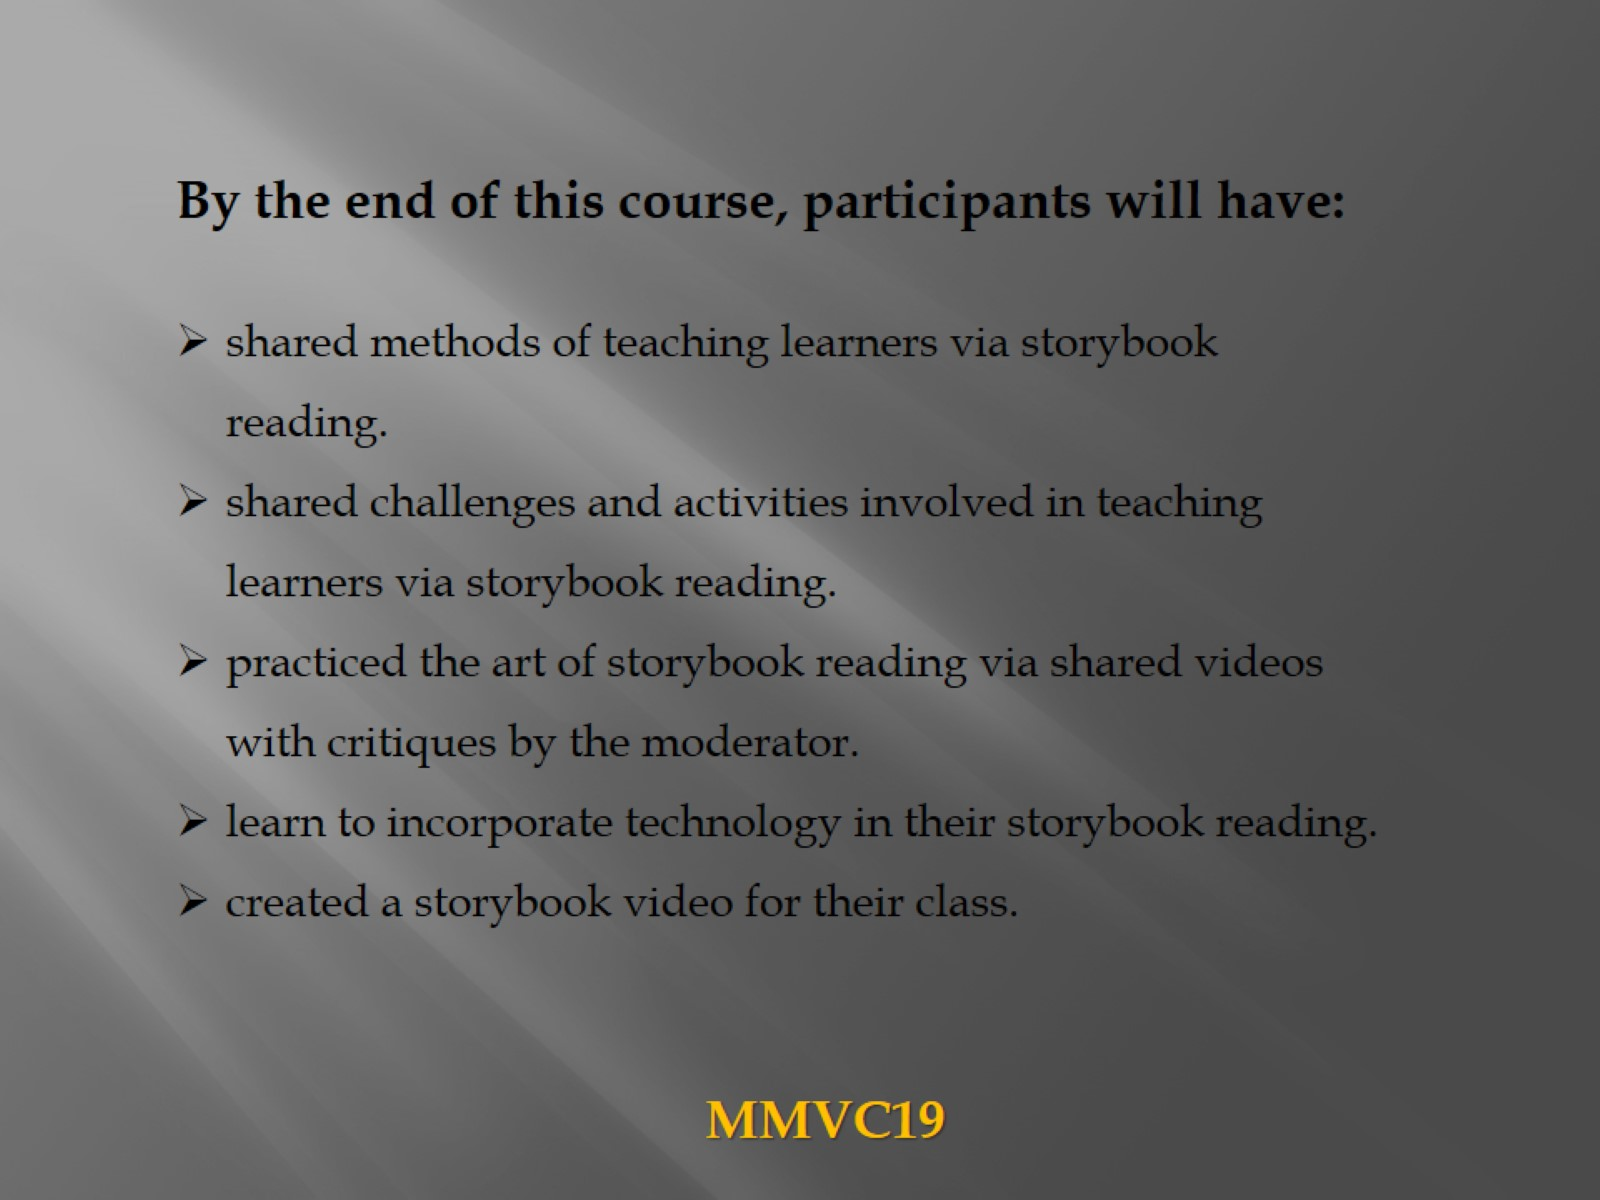 By the end of this course, participants will have:
➢ shared methods of teaching learners via storybook
reading.
➢ shared challenges and activities involved in teaching
learners via storybook reading.
➢ practiced the art of storybook reading via shared videos
with critiques by the moderator.
➢ learn to incorporate technology in their storybook reading.
➢ created a storybook video for their class.
MMVC19